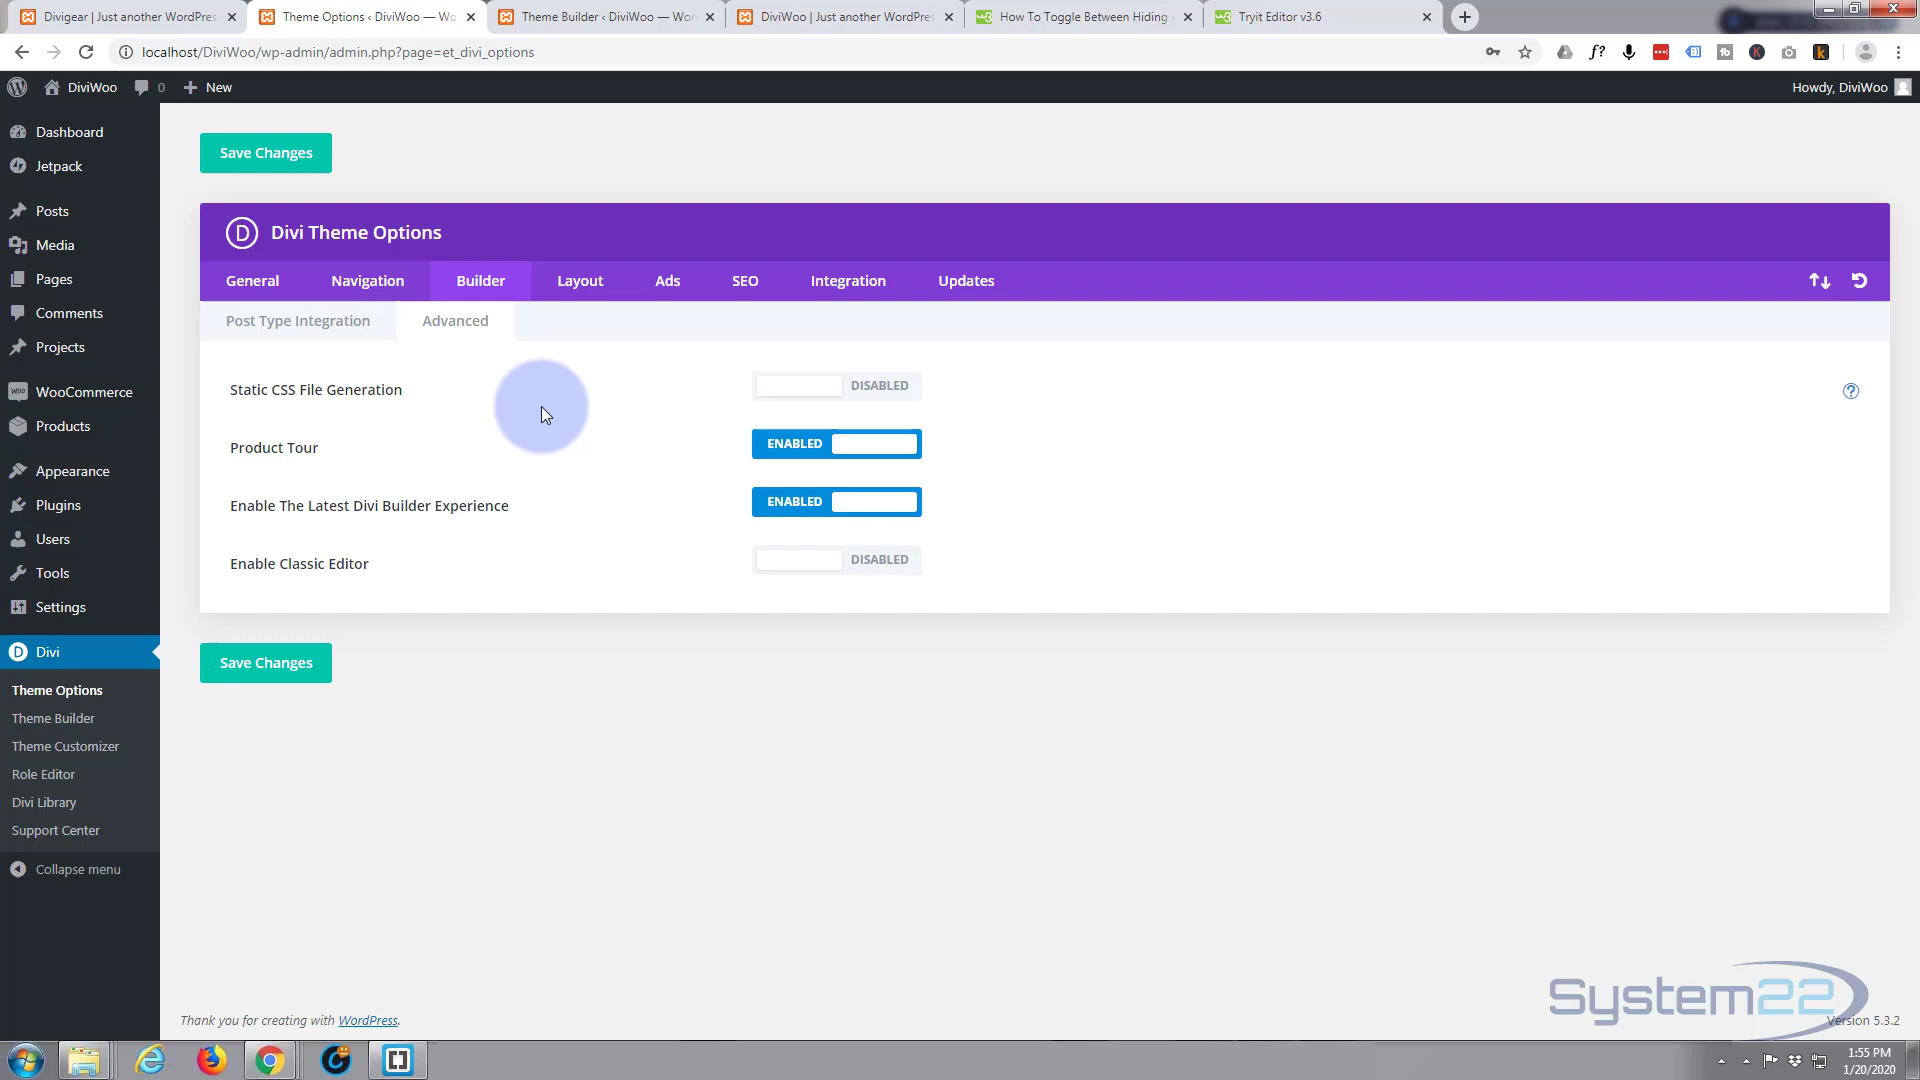 Divigear | Just another WordPres
Theme Options ‹ DiviWoo — Wo
Theme Builder ‹ DiviWoo — Wor
DiviWoo | Just another WordPres
How To Toggle Between Hiding
Tryit Editor v3.6
localhost/DiviWoo/wp-admin/admin.php?page=et_divi_options
DiviWoo
0
New
Howdy, DiviWoo
Dashboard
Jetpack
Posts
Media
Pages
Comments
Projects
WooCommerce
Products
Appearance
Plugins
Users
Tools
Settings
Divi
Theme Options
Theme Builder
Theme Customizer
Role Editor
Divi Library
Support Center
Collapse menu
Save Changes
Divi Theme Options
General
Navigation
Builder
Layout
Ads
SEO
Integration
Updates
Post Type Integration
Advanced
Static CSS File Generation
DISABLED
Product Tour
ENABLED
Enable The Latest Divi Builder Experience
ENABLED
Enable Classic Editor
DISABLED
Save Changes
Thank you for creating with WordPress.
System22
Version 5.3.2
1:55 PM
1/20/2020